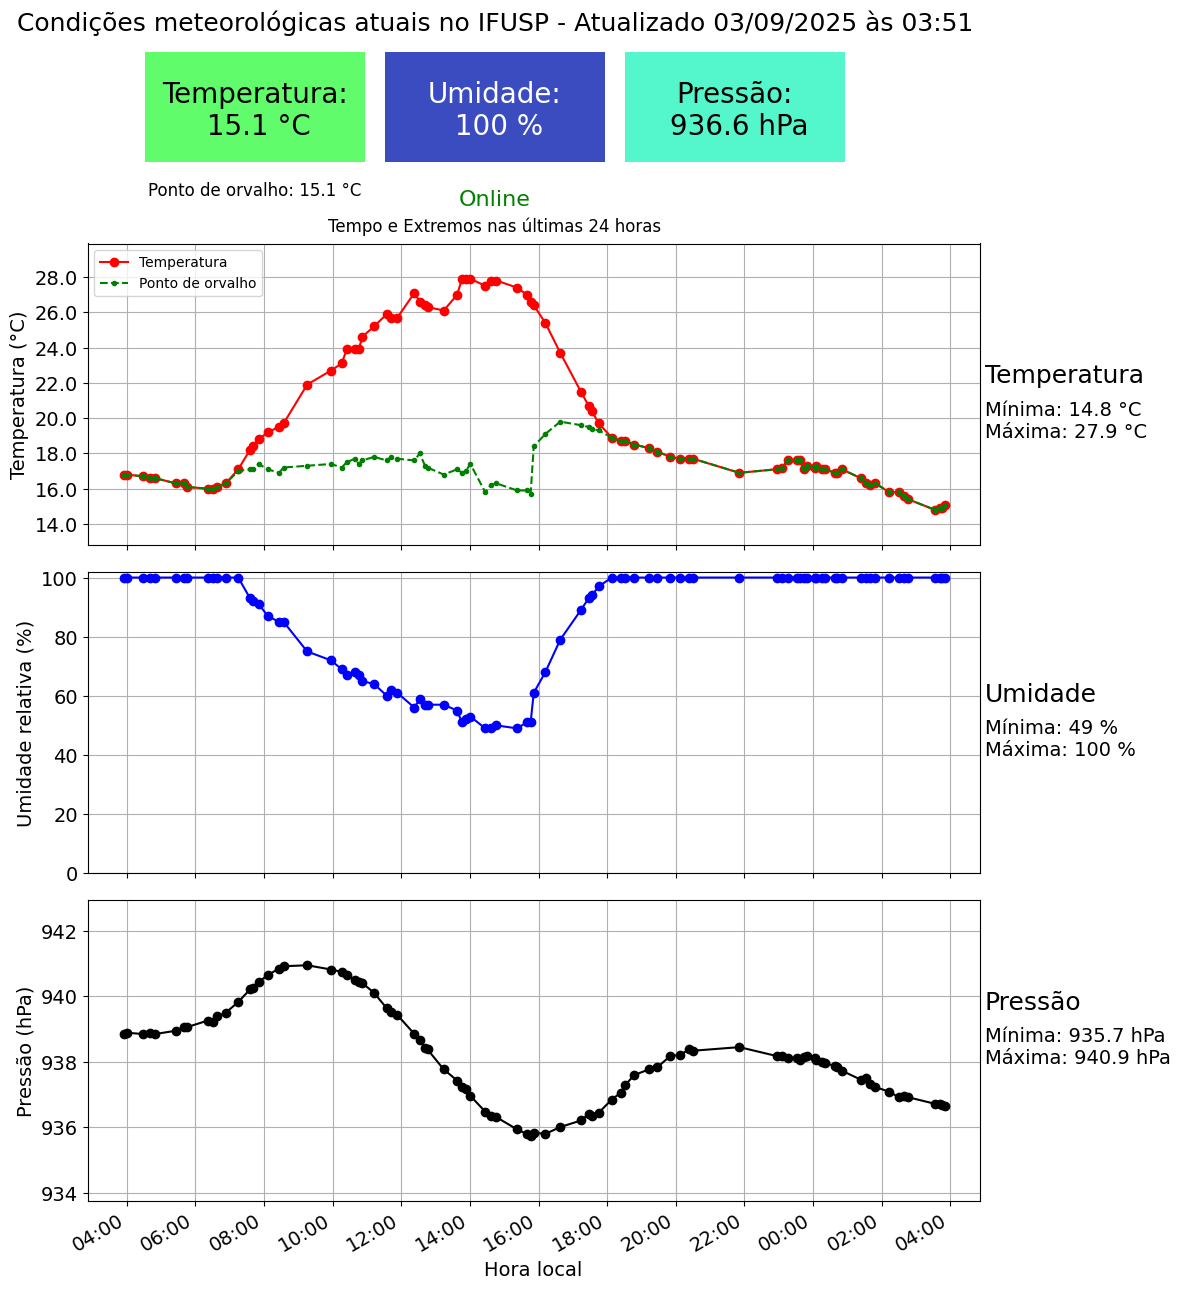 Condições meteorológicas atuais no IFUSP - Atualizado 03/09/2025 às 03:51
Temperatura:
15.1 °C
Umidade:
100 %
Pressão:
936.6 hPa
Ponto de orvalho: 15.1 °C
Online
Tempo e Extremos nas últimas 24 horas
Temperatura
Ponto de orvalho
Temperatura (°C)
28.0
26.0
24.0
22.0
20.0
18.0
16.0
14.0
Temperatura
Mínima: 14.8 °C
Máxima: 27.9 °C
Umidade relativa (%)
100
80
60
40
20
0
Umidade
Mínima: 49 %
Máxima: 100 %
Pressão (hPa)
942
940
938
936
934
Pressão
Mínima: 935.7 hPa
Máxima: 940.9 hPa
04:00
06:00
08:00
10:00
12:00
14:00
16:00
18:00
20:00
22:00
00:00
02:00
04:00
Hora local